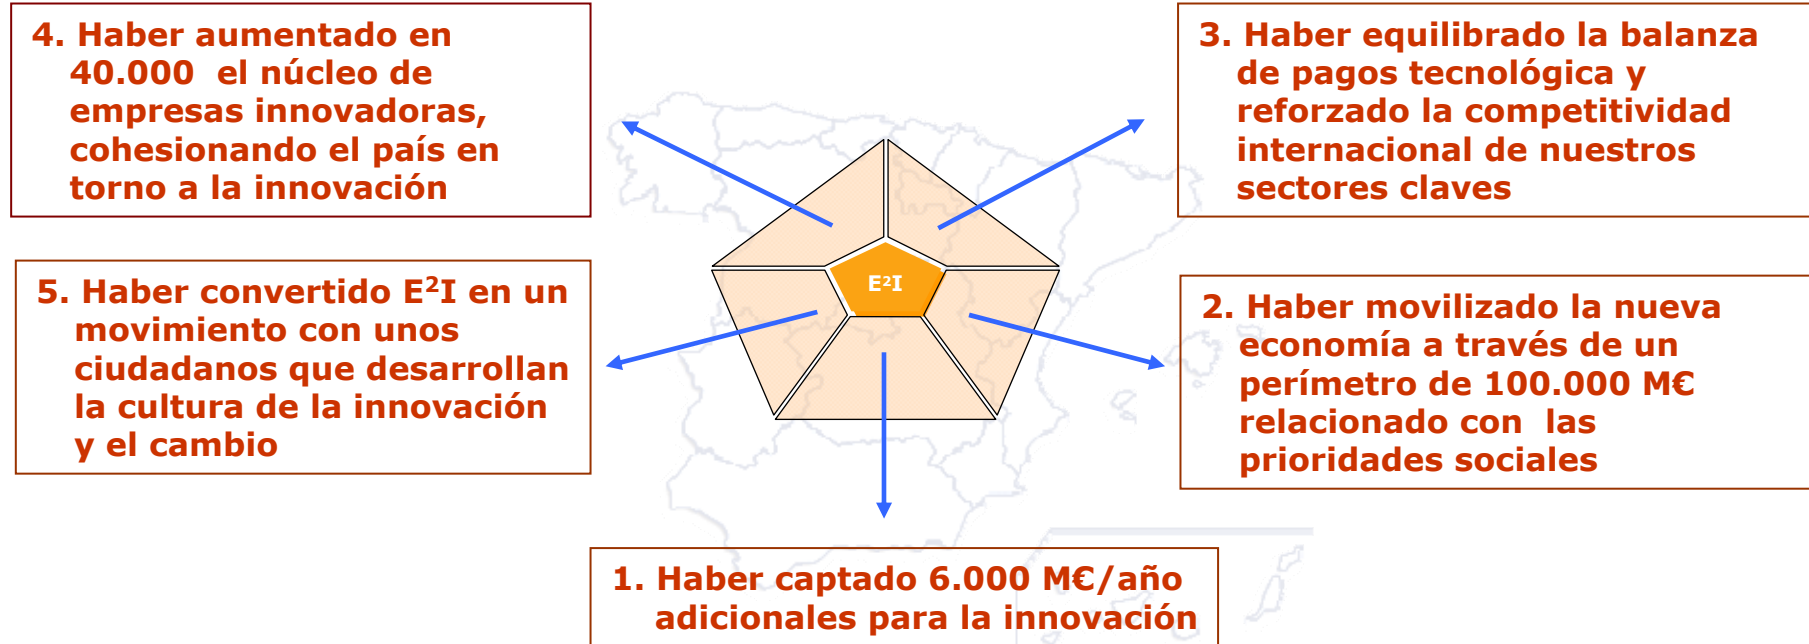 4. Haber aumentado en
40.000 el núcleo de
empresas innovadoras,
cohesionando el país en
torno a la innovación
3. Haber equilibrado la balanza
de pagos tecnológica y
reforzado la competitividad
internacional de nuestros
sectores claves
E²I
5. Haber convertido E²I en un
movimiento con unos
ciudadanos que desarrollan
la cultura de la innovación
y el cambio
2. Haber movilizado la nueva
economía a través de un
perímetro de 100.000 M€
relacionado con las
prioridades sociales
1. Haber captado 6.000 M€/año
adicionales para la innovación